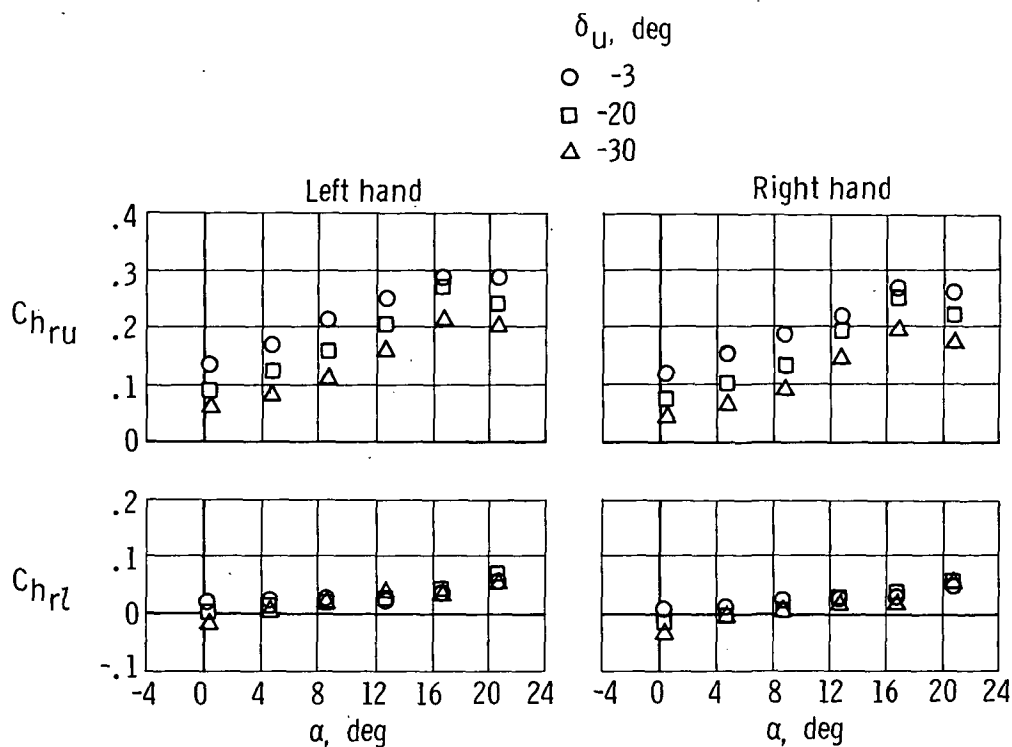 δu, deg
-3
-20
-30
Left hand
Right hand
.4
.3
.2
.1
0
Chru
.2
.1
0
-.1
Chrl
-4 0 4 8 12 16 20 24
-4 0 4 8 12 16 20 24
α, deg
α, deg